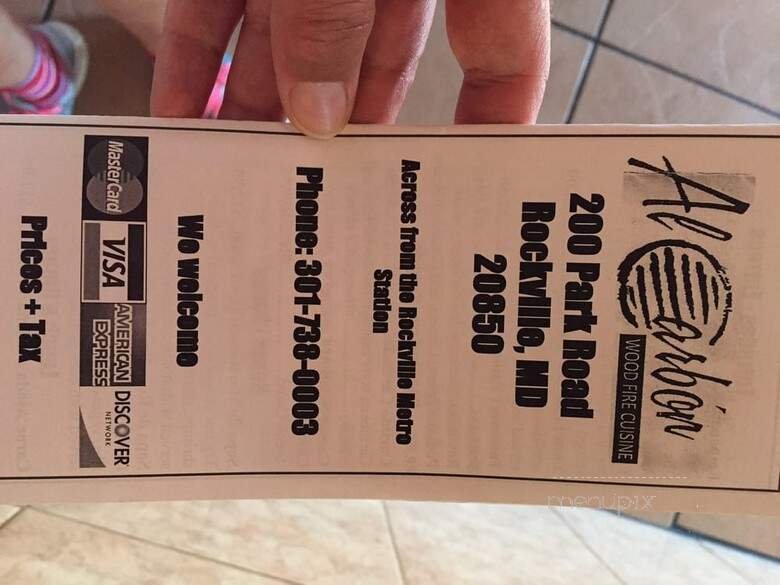 Al Carbón
WOOD FIRE CUISINE
200 Park Road
Rockville, MD
20850
Across from the Rockville Metro
Station
Phone: 301-738-0003
We welcome
MasterCard VISA AMERICAN EXPRESS DISCOVER NETWORK
Prices + Tax
menupix